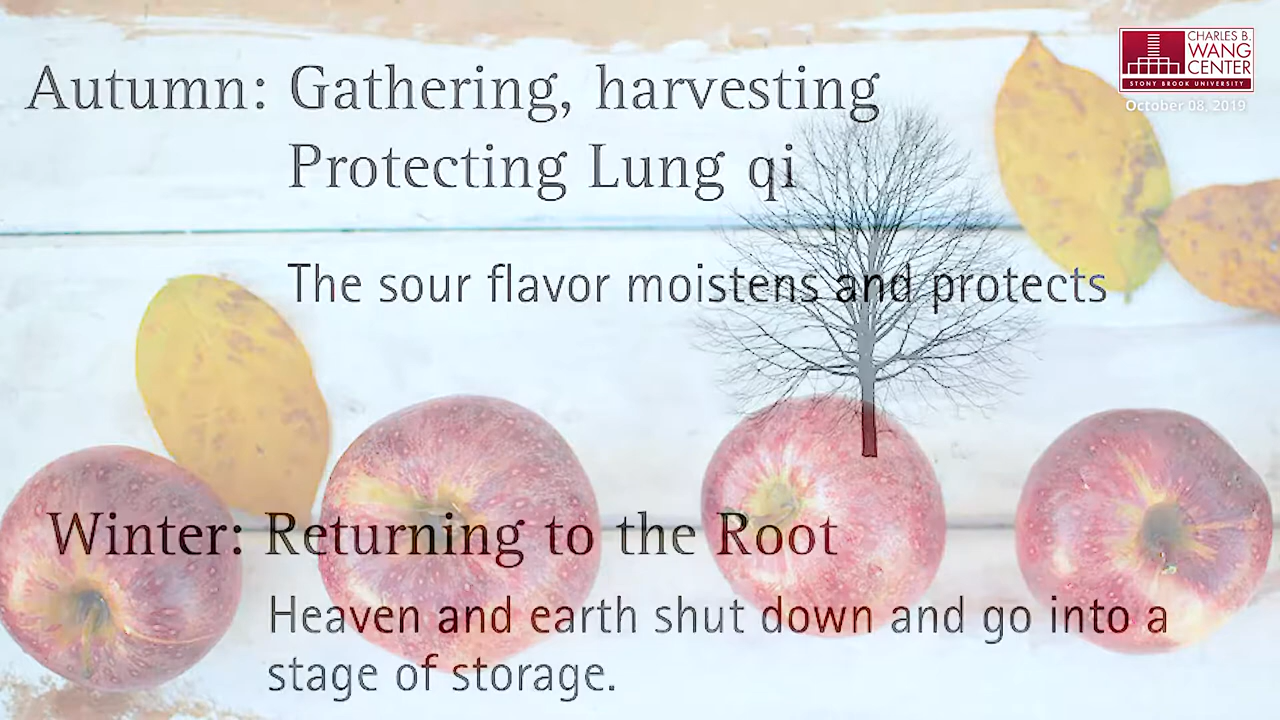 Autumn: Gathering, harvesting
Protecting Lung qi
The sour flavor moistens and protects
Winter: Returning to the Root
Heaven and earth shut down and go into a
stage of storage.
CHARLES B.
WANG
CENTER
STONY BROOK UNIVERSITY
October 08, 2019